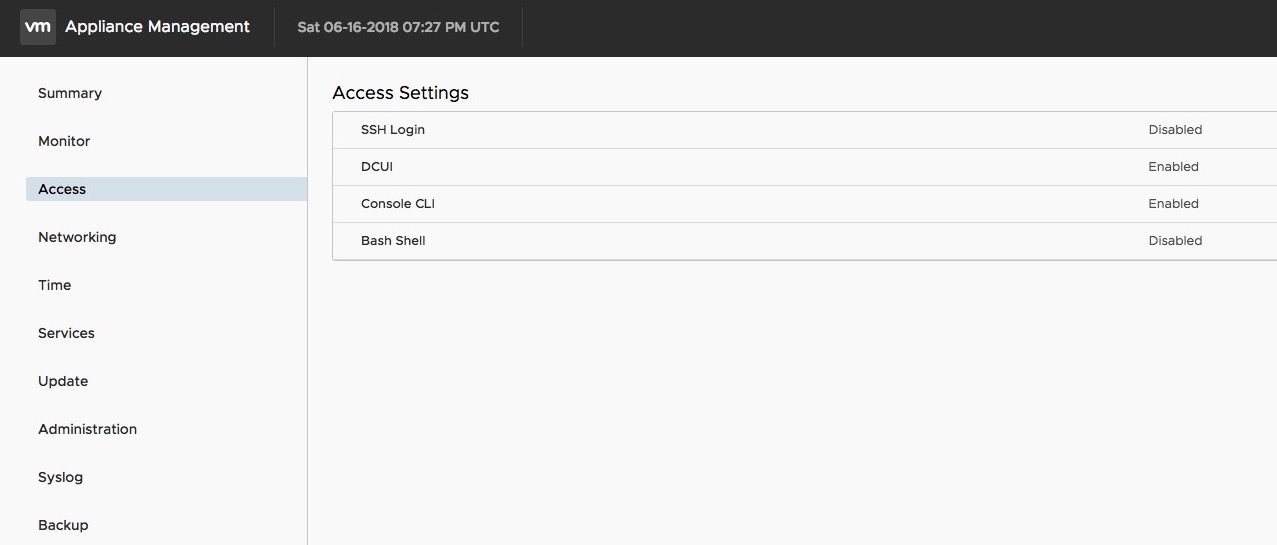 vm Appliance Management Sat 06-16-2018 07:27 PM UTC
Summary
Monitor
Access
Networking
Time
Services
Update
Administration
Syslog
Backup
Access Settings
SSH Login Disabled
DCUI Enabled
Console CLI Enabled
Bash Shell Disabled